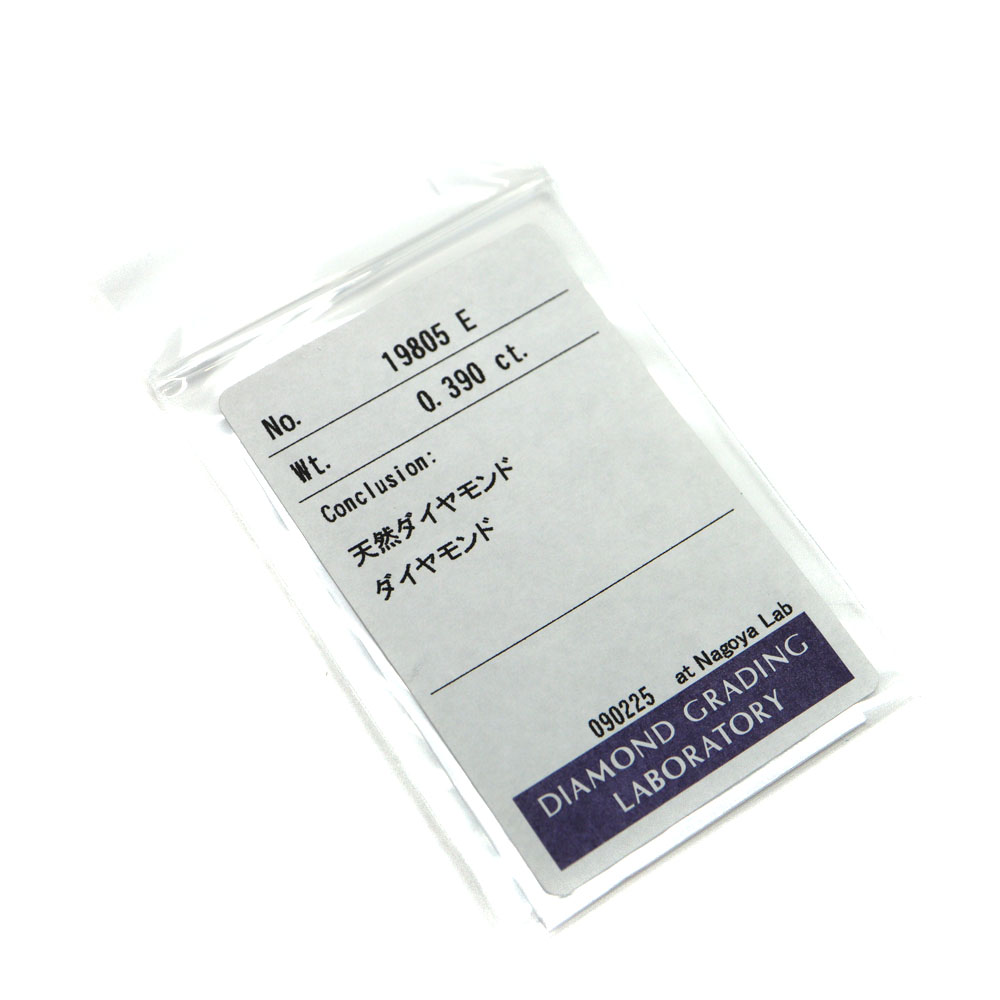 No. 19805 E
Wt. 0.390 ct.
Conclusion:
天然ダイヤモンド
ダイヤモンド
090225 at Nagoya Lab
DIAMOND GRADING
LABORATORY